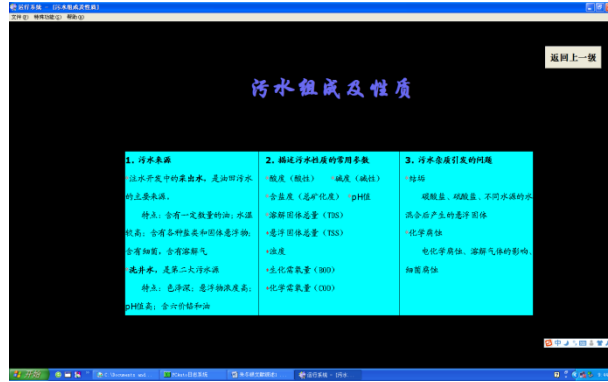 运行系统 - [污水组成及性质]
文件(F) 特殊功能(S) 帮助(H)
返回上一级
污水组成及性质
1. 污水来源
*注水开发中的采出水，是油田污水
的主要来源。
特点：含有一定数量的油；水温
较高；含有各种盐类和固体悬浮物；
含有细菌，含有溶解气
*洗井水，是第二大污水源
特点：色泽深；悬浮物浓度高；
pH值高；含六价铬和油
2. 描述污水性质的常用参数
*酸度（酸性） *碱度（碱性）
*含盐度（总矿化度） *pH值
*溶解固体总量（TDS）
*悬浮固体总量（TSS）
*浊度
*生化需氧量（BOD）
*化学需氧量（COD）
3. 污水杂质引发的问题
*结垢
碳酸盐、硫酸盐、不同水源的水
混合后产生的悬浮固体
*化学腐蚀
电化学腐蚀、溶解气体的影响、
细菌腐蚀
开始
C:\Documents and
运行系统 - [污水